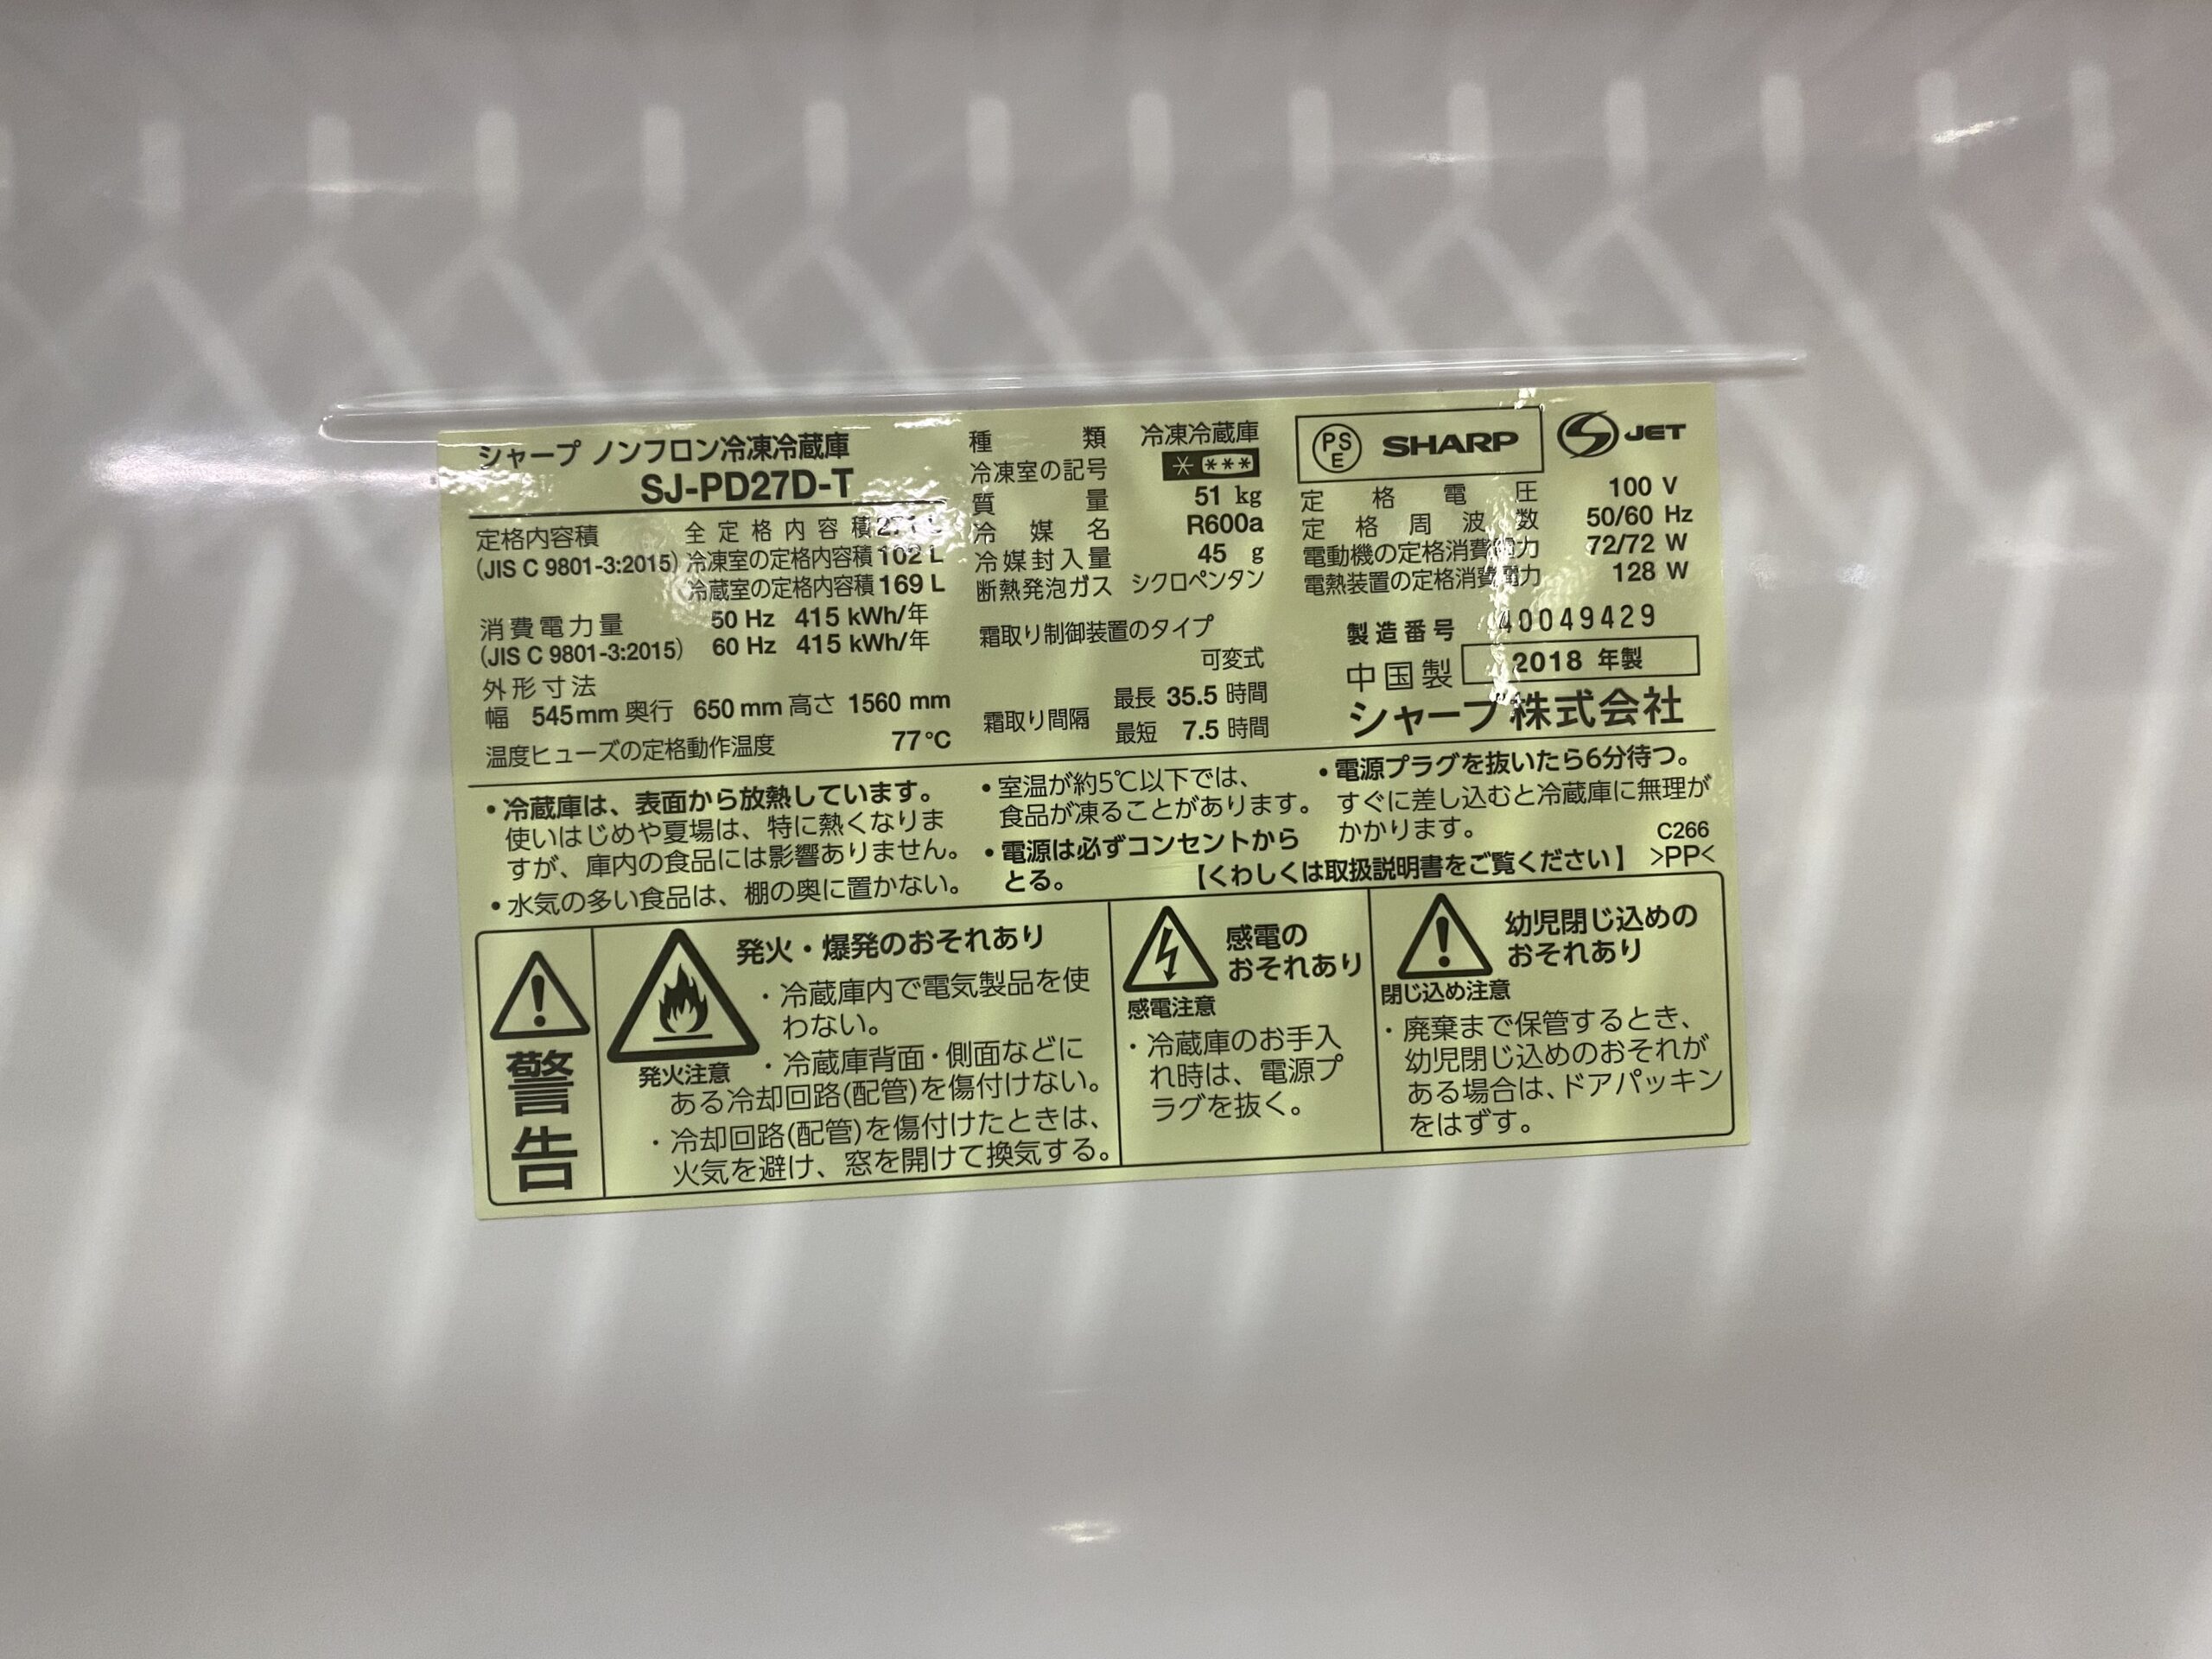 シャープ ノンフロン冷凍冷蔵庫
SJ-PD27D-T
定格内容積 全定格内容積 271 L
(JIS C 9801-3:2015) 冷凍室の定格内容積 102 L
冷蔵室の定格内容積 169 L
消費電力量 50 Hz 415 kWh/年
(JIS C 9801-3:2015) 60 Hz 415 kWh/年
外形寸法
幅 545mm 奥行 650 mm 高さ 1560 mm
温度ヒューズの定格動作温度 77℃
種類 冷凍冷蔵庫
冷凍室の記号 * ***
質量 51 kg
冷媒名 R600a
冷媒封入量 45 g
断熱発泡ガス シクロペンタン
霜取り制御装置のタイプ
可変式
霜取り間隔 最長 35.5 時間
最短 7.5 時間
PSE SHARP JET
定格電圧 100 V
定格周波数 50/60 Hz
電動機の定格消費電力 72/72 W
電熱装置の定格消費電力 128 W
製造番号 40049429
中国製 2018 年製
シャープ株式会社
・冷蔵庫は、表面から放熱しています。
使いはじめや夏場は、特に熱くなりま
すが、庫内の食品には影響ありません。
・水気の多い食品は、棚の奥に置かない。
・室温が約5℃以下では、
食品が凍ることがあります。
・電源は必ずコンセントから
とる。
・電源プラグを抜いたら6分待つ。
すぐに差し込むと冷蔵庫に無理が
かかります。
C266
【くわしくは取扱説明書をご覧ください】 >PP<
警告
発火・爆発のおそれあり
発火注意
・冷蔵庫内で電気製品を使
わない。
・冷蔵庫背面・側面などに
ある冷却回路(配管)を傷付けない。
・冷却回路(配管)を傷付けたときは、
火気を避け、窓を開けて換気する。
感電の
おそれあり
感電注意
・冷蔵庫のお手入
れ時は、電源プ
ラグを抜く。
幼児閉じ込めの
おそれあり
閉じ込め注意
・廃棄まで保管するとき、
幼児閉じ込めのおそれが
ある場合は、ドアパッキン
をはずす。